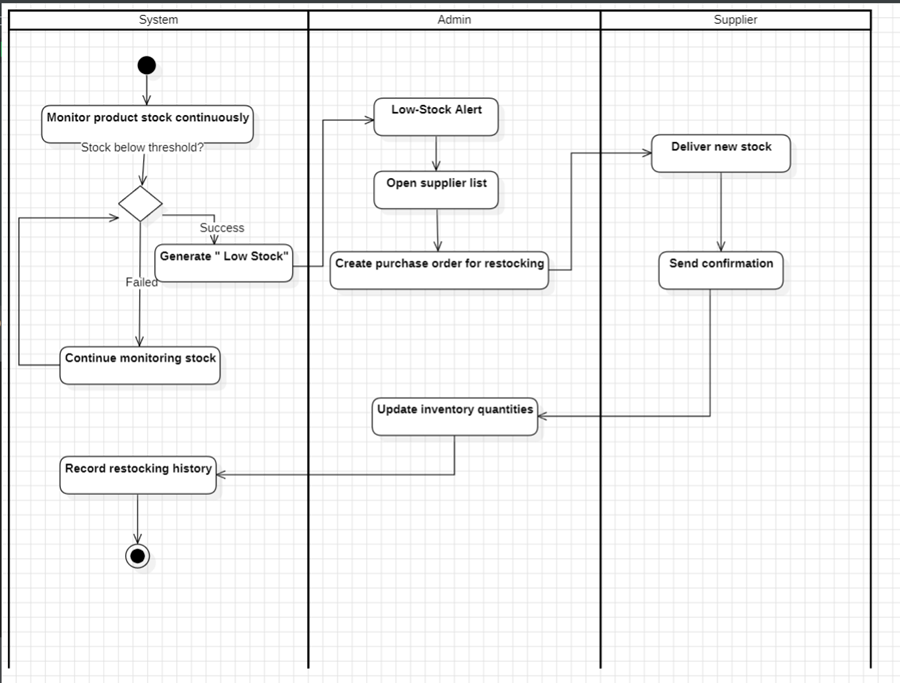 System
Admin
Supplier
Monitor product stock continuously
Stock below threshold?
Success
Generate " Low Stock"
Failed
Continue monitoring stock
Low-Stock Alert
Open supplier list
Create purchase order for restocking
Deliver new stock
Send confirmation
Update inventory quantities
Record restocking history